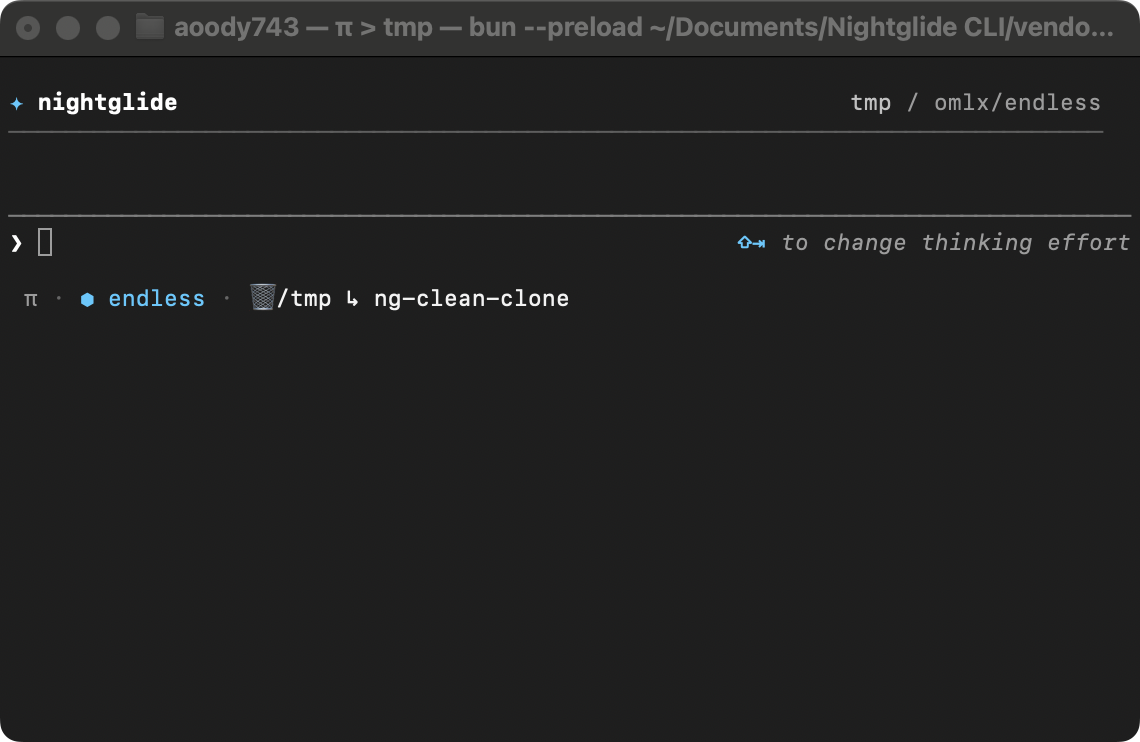 aoody743 — π > tmp — bun --preload ~/Documents/Nightglide CLI/vendo...
✦ nightglide tmp / omlx/endless
❯ ⇧⇥ to change thinking effort
π · ⬢ endless · 🗑/tmp ↳ ng-clean-clone